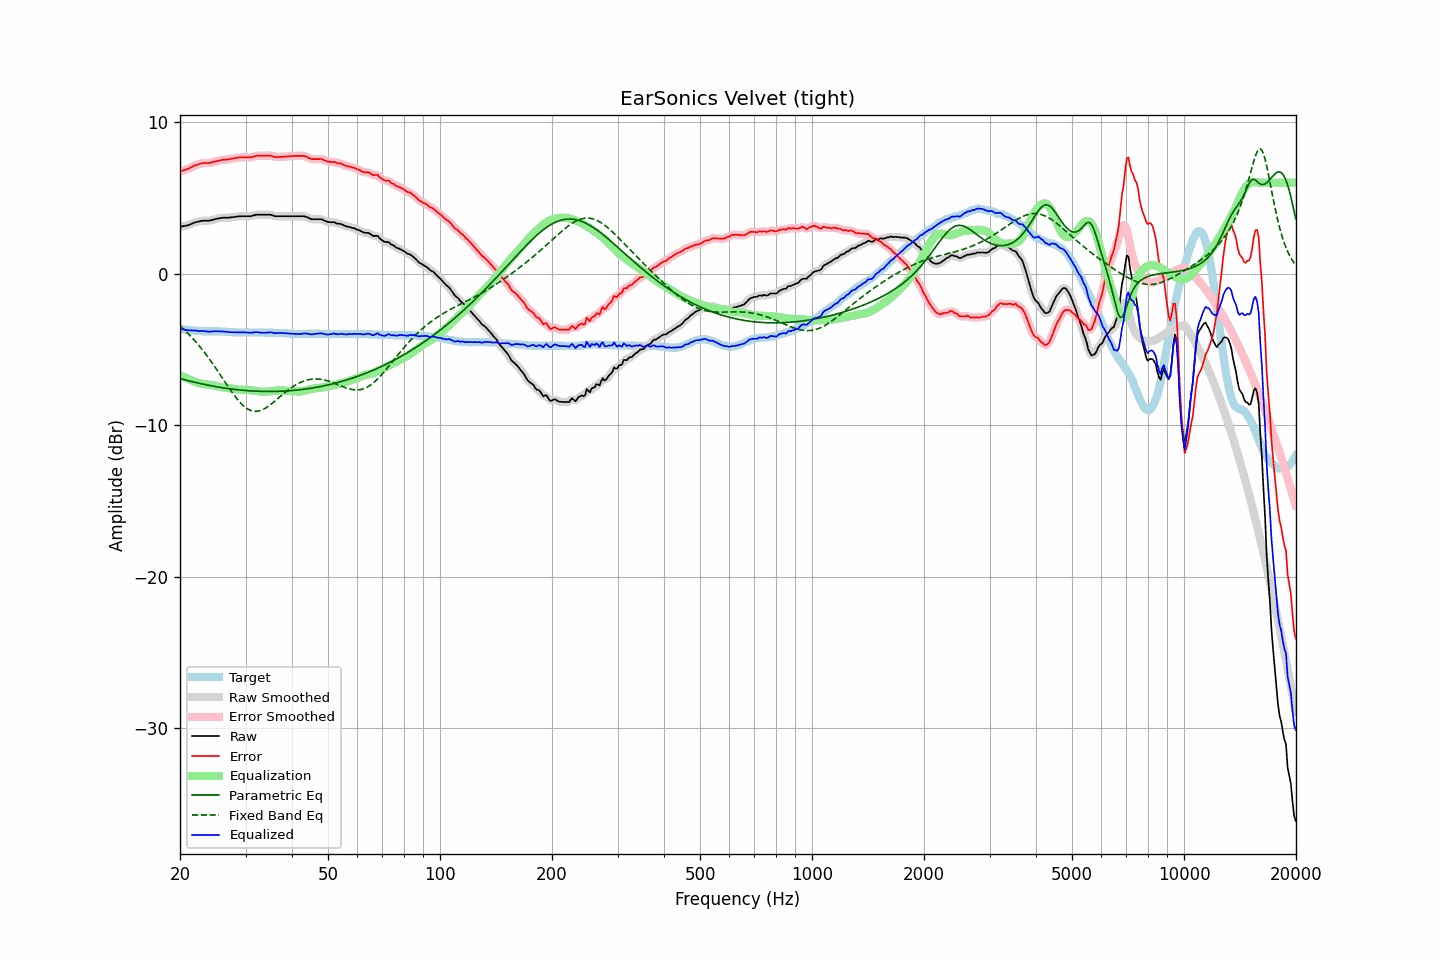 EarSonics Velvet (tight)
10
0
−10
−20
−30
Amplitude (dBr)
Target
Raw Smoothed
Error Smoothed
Raw
Error
Equalization
Parametric Eq
Fixed Band Eq
Equalized
20 50 100 200 500 1000 2000 5000 10000 20000
Frequency (Hz)